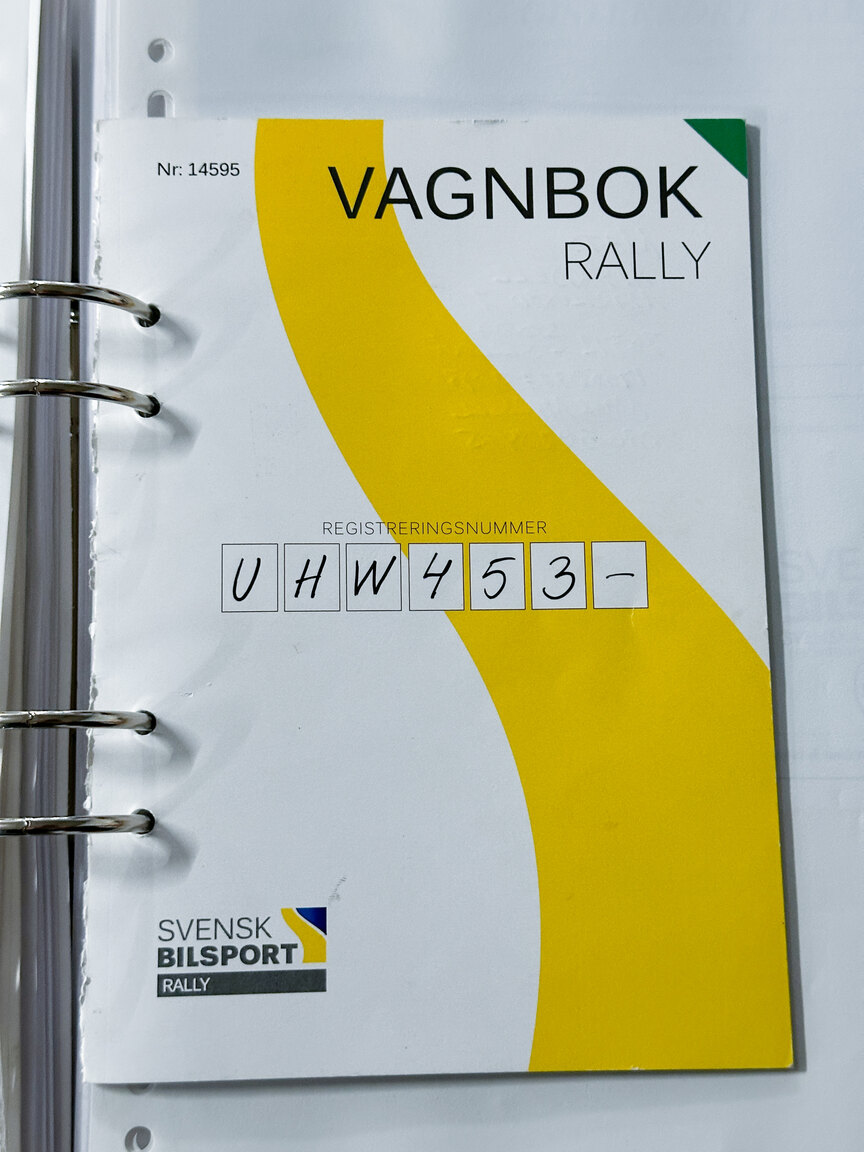 Nr: 14595
VAGNBOK
RALLY
REGISTRERINGSNUMMER
UHW453-
SVENSK
BILSPORT
RALLY